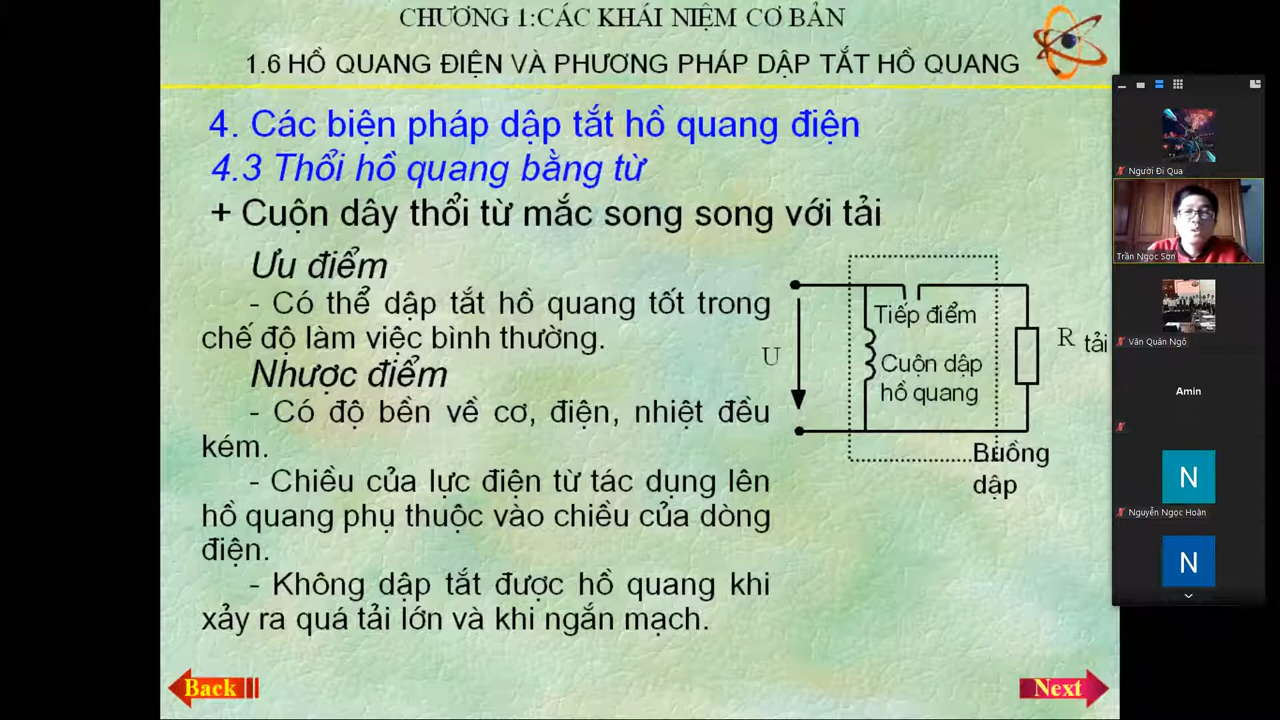 CHƯƠNG 1:CÁC KHÁI NIỆM CƠ BẢN
1.6 HỒ QUANG ĐIỆN VÀ PHƯƠNG PHÁP DẬP TẮT HỒ QUANG
4. Các biện pháp dập tắt hồ quang điện
4.3 Thổi hồ quang bằng từ
+ Cuộn dây thổi từ mắc song song với tải
Ưu điểm
- Có thể dập tắt hồ quang tốt trong
chế độ làm việc bình thường.
Nhược điểm
- Có độ bền về cơ, điện, nhiệt đều
kém.
- Chiều của lực điện từ tác dụng lên
hồ quang phụ thuộc vào chiều của dòng
điện.
- Không dập tắt được hồ quang khi
xảy ra quá tải lớn và khi ngắn mạch.
U
Tiếp điểm
Cuộn dập
hồ quang
R tải
Buồng
dập
Back
Next
Người Đi Qua
Trần Ngọc Sơn
Văn Quân Ngô
Amin
N
Nguyễn Ngọc Hoàn
N